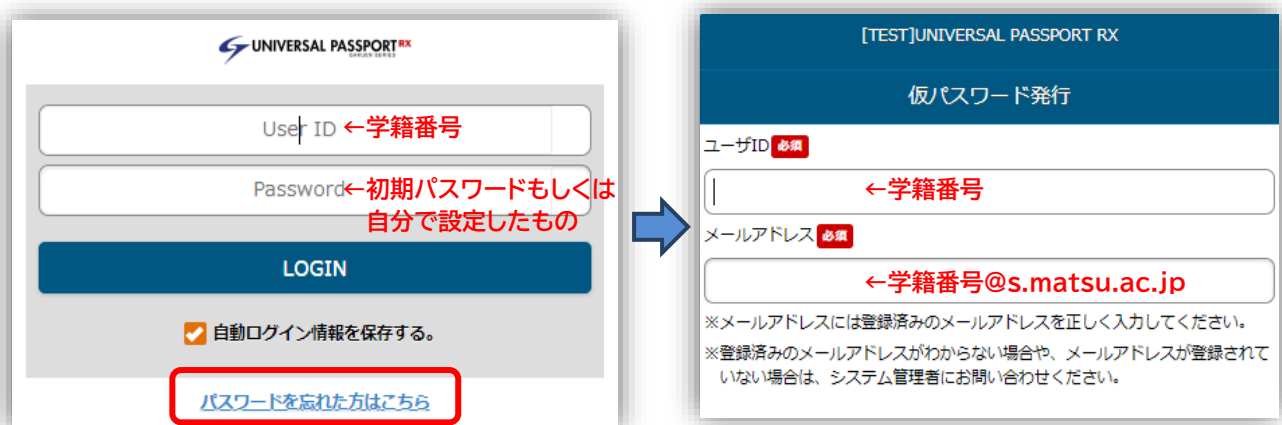 UNIVERSAL PASSPORT RX
GAKUEN SERIES
User ID ←学籍番号
Password←初期パスワードもしくは
自分で設定したもの
LOGIN
自動ログイン情報を保存する。
パスワードを忘れた方はこちら
[TEST]UNIVERSAL PASSPORT RX
仮パスワード発行
ユーザID 必須
←学籍番号
メールアドレス 必須
←学籍番号@s.matsu.ac.jp
※メールアドレスには登録済みのメールアドレスを正しく入力してください。
※登録済みのメールアドレスがわからない場合や、メールアドレスが登録されて
いない場合は、システム管理者にお問い合わせください。